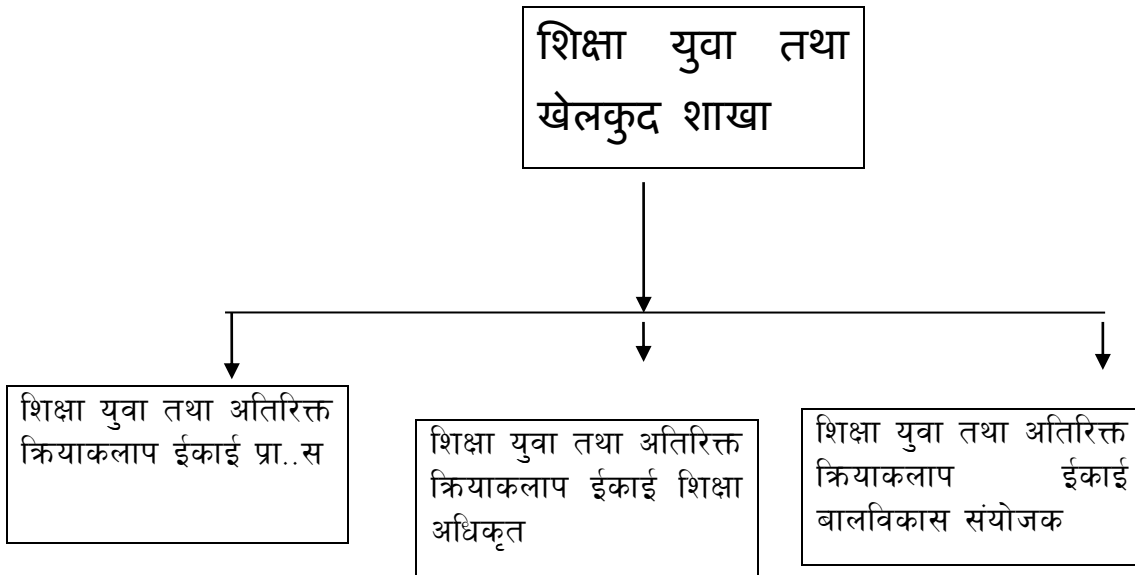 शिक्षा युवा तथा
खेलकुद शाखा
शिक्षा युवा तथा अतिरिक्त
क्रियाकलाप ईकाई प्रा..स
शिक्षा युवा तथा अतिरिक्त
क्रियाकलाप ईकाई शिक्षा
अधिकृत
शिक्षा युवा तथा अतिरिक्त
क्रियाकलाप ईकाई
बालविकास संयोजक